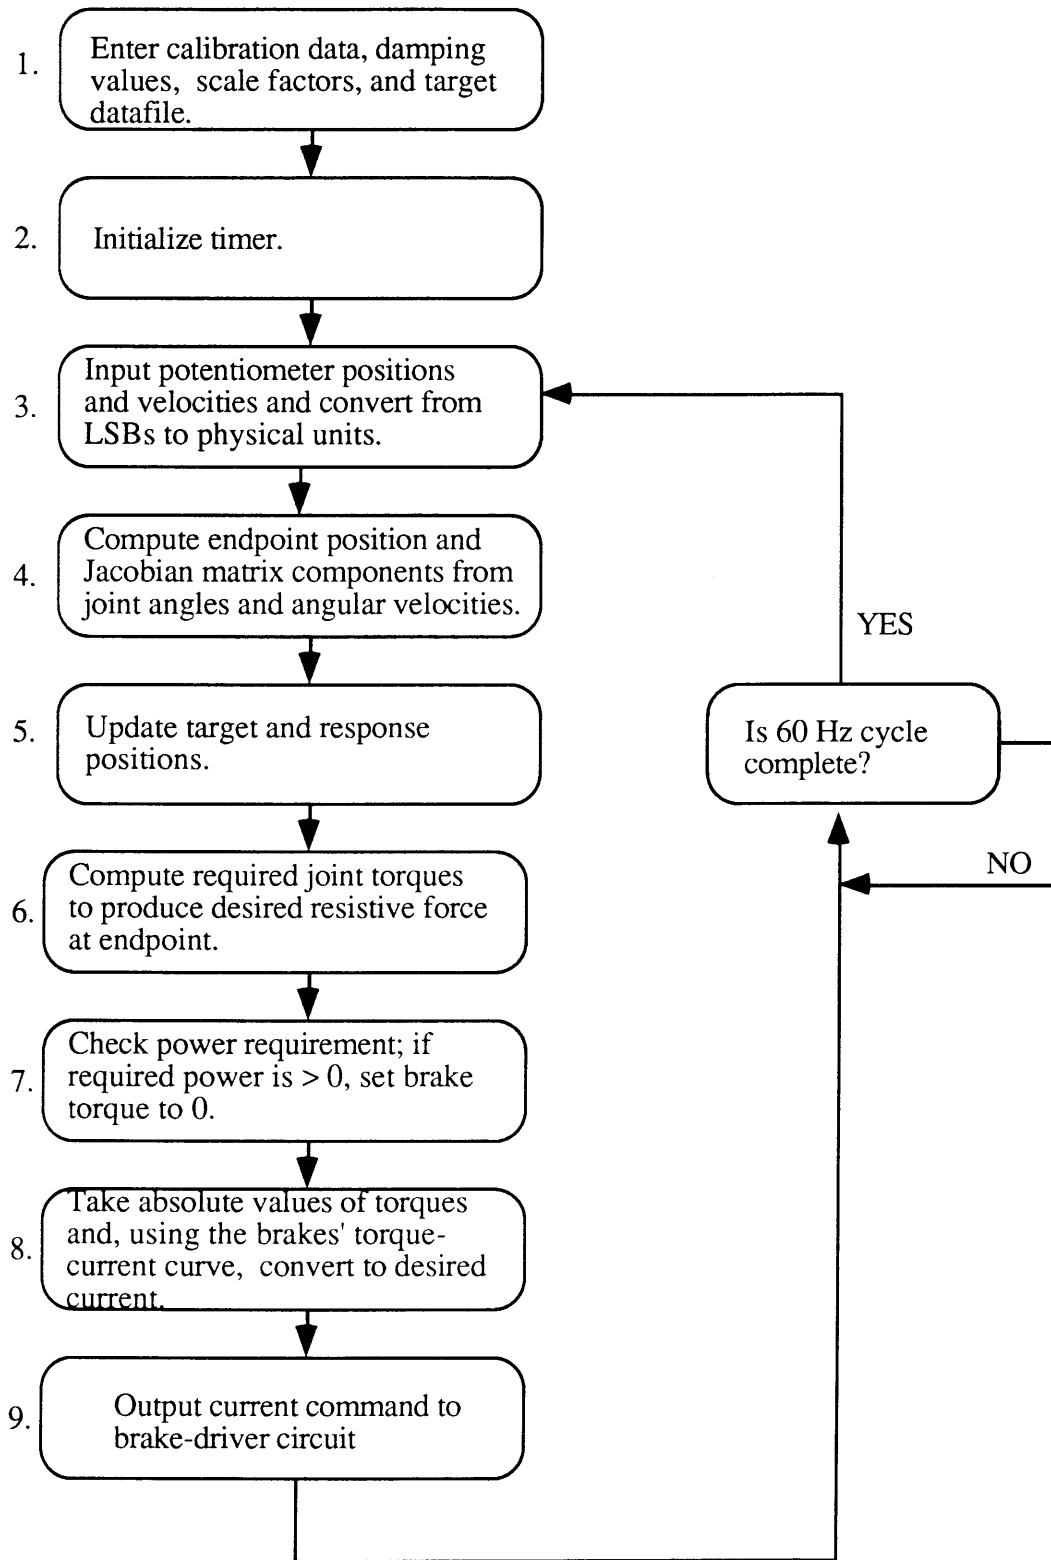 1.
Enter calibration data, damping
values, scale factors, and target
datafile.
2.
Initialize timer.
3.
Input potentiometer positions
and velocities and convert from
LSBs to physical units.
4.
Compute endpoint position and
Jacobian matrix components from
joint angles and angular velocities.
YES
5.
Update target and response
positions.
Is 60 Hz cycle
complete?
NO
6.
Compute required joint torques
to produce desired resistive force
at endpoint.
7.
Check power requirement; if
required power is > 0, set brake
torque to 0.
8.
Take absolute values of torques
and, using the brakes' torque-
current curve, convert to desired
current.
9.
Output current command to
brake-driver circuit